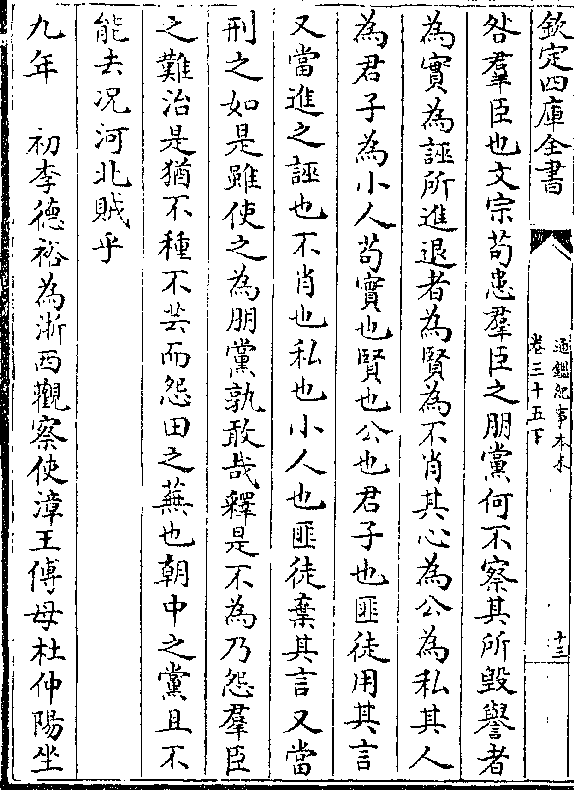 欽定四庫全書
通鑑紀事本末
卷三十五下
十三
咎羣臣也文宗苟患羣臣之朋黨何不察其所毀譽者
為實為誣所進退者為賢為不肖其心為公為私其人
為君子為小人苟實也賢也公也君子也匪徒用其言
又當進之誣也不肖也私也小人也匪徒棄其言又當
刑之如是雖使之為朋黨孰敢哉釋是不為乃怨羣臣
之難治是猶不種不芸而怨田之蕪也朝中之黨且不
能去况河北賊乎
九年　初李德裕為浙西觀察使漳王傅母杜仲陽坐